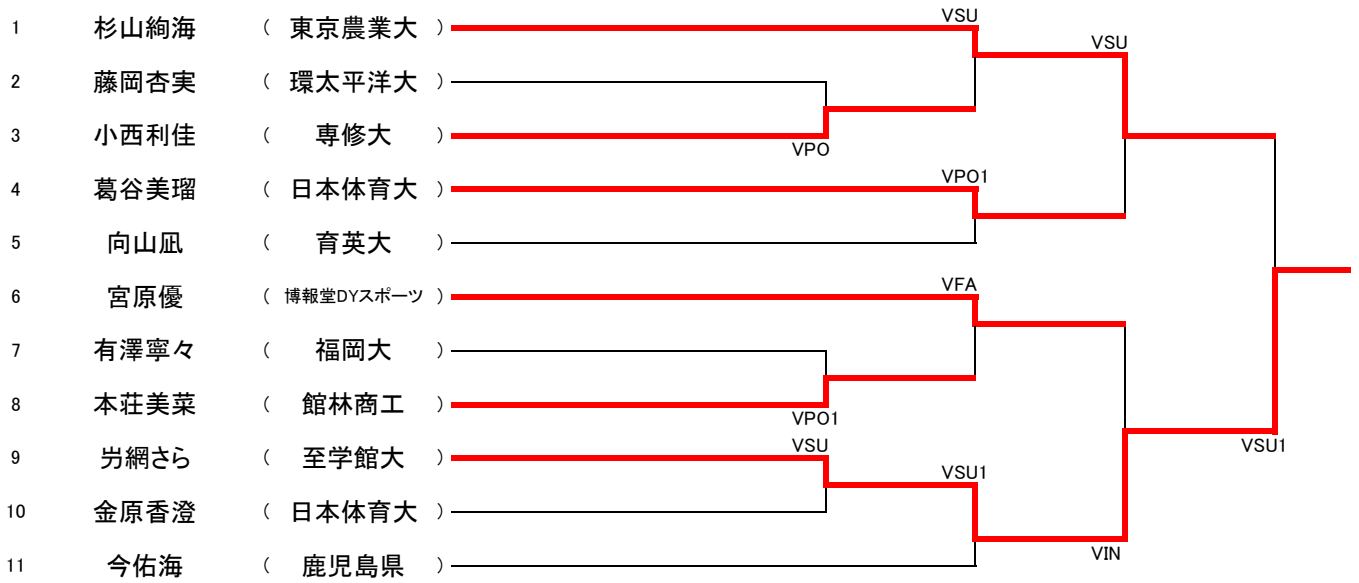 VSU
1 杉山絢海 ( 東京農業大 )
VSU
2 藤岡杏実 ( 環太平洋大 )
3 小西利佳 ( 専修大 )
VPO
4 葛谷美瑠 ( 日本体育大 )
VPO1
5 向山凪 ( 育英大 )
6 宮原優 ( 博報堂DYスポーツ )
VFA
7 有澤寧々 ( 福岡大 )
8 本荘美菜 ( 館林商工 )
VPO1
VSU
VSU1
9 屶網さら ( 至学館大 )
VSU1
10 金原香澄 ( 日本体育大 )
VIN
11 今佑海 ( 鹿児島県 )